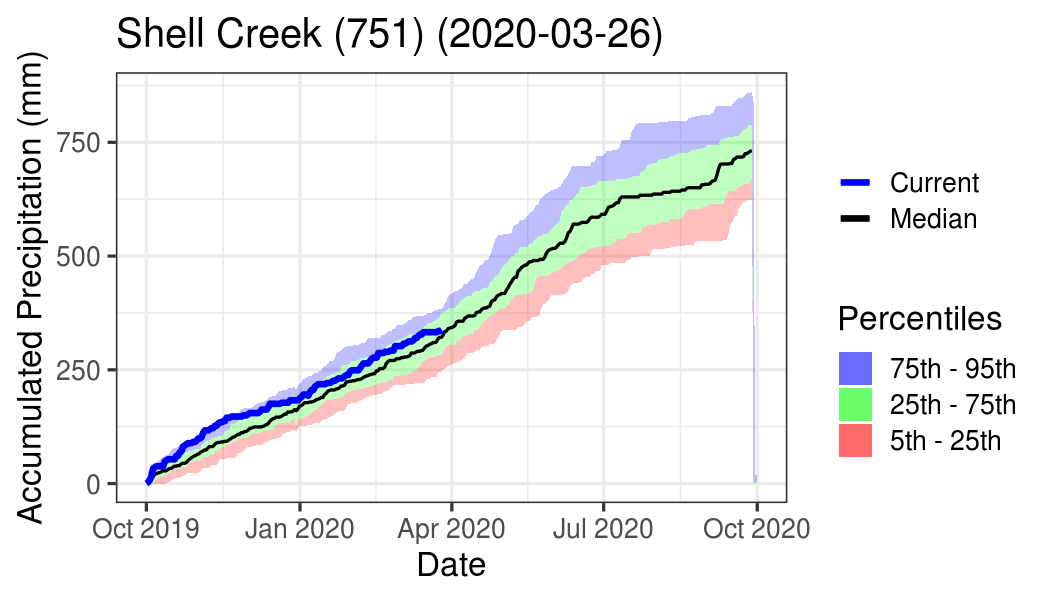 Shell Creek (751) (2020-03-26)
Accumulated Precipitation (mm)
750
500
250
0
Oct 2019
Jan 2020
Apr 2020
Jul 2020
Oct 2020
Date
Current
Median
Percentiles
75th - 95th
25th - 75th
5th - 25th